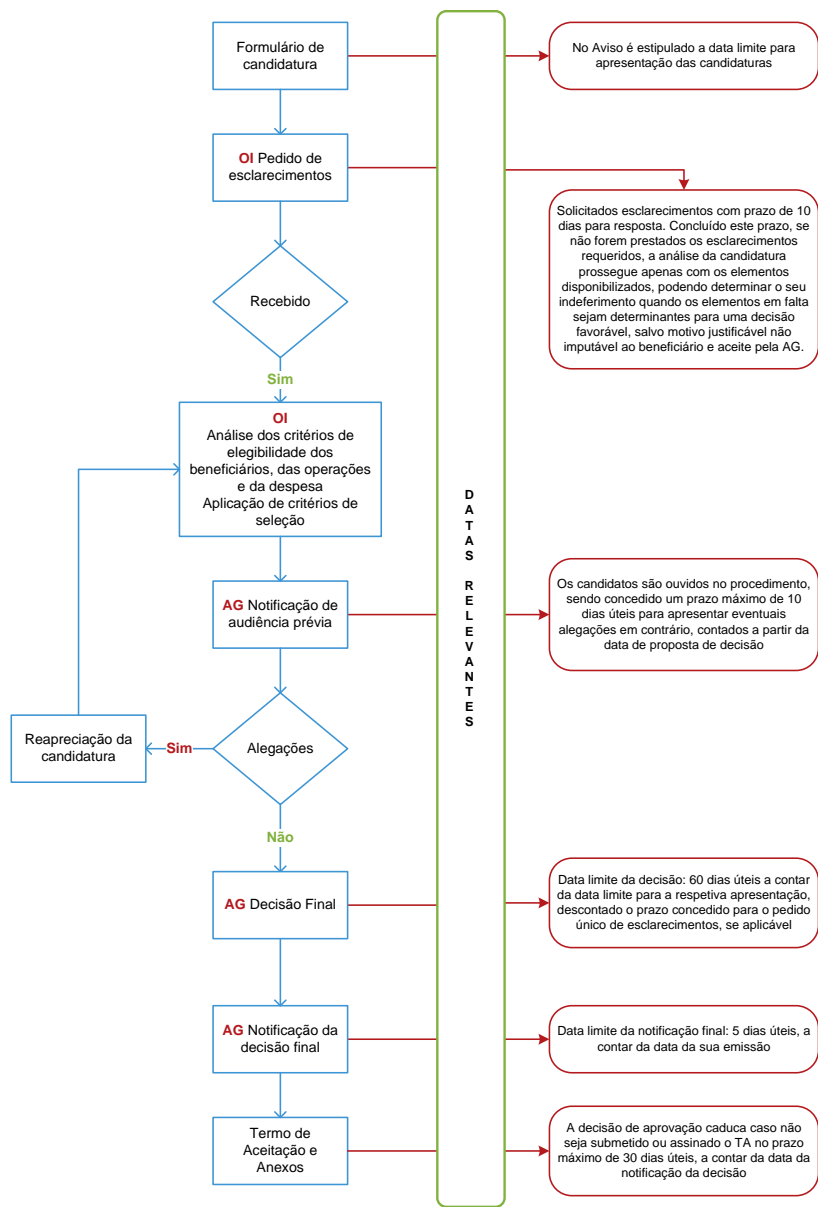 Formulário de
candidatura
No Aviso é estipulado a data limite para
apresentação das candidaturas
OI Pedido de
esclarecimentos
Solicitados esclarecimentos com prazo de 10
dias para resposta. Concluído este prazo, se
não forem prestados os esclarecimentos
requeridos, a análise da candidatura
prossegue apenas com os elementos
disponibilizados, podendo determinar o seu
indeferimento quando os elementos em falta
sejam determinantes para uma decisão
favorável, salvo motivo justificável não
imputável ao beneficiário e aceite pela AG.
Recebido
Sim
OI
Análise dos critérios de
elegibilidade dos
beneficiários, das operações
e da despesa
Aplicação de critérios de
seleção
D
A
T
A
S
R
E
L
E
V
A
N
T
E
S
AG Notificação de
audiência prévia
Os candidatos são ouvidos no procedimento,
sendo concedido um prazo máximo de 10
dias úteis para apresentar eventuais
alegações em contrário, contados a partir da
data de proposta de decisão
Alegações
Sim
Reapreciação da
candidatura
Não
AG Decisão Final
Data limite da decisão: 60 dias úteis a contar
da data limite para a respetiva apresentação,
descontado o prazo concedido para o pedido
único de esclarecimentos, se aplicável
AG Notificação da
decisão final
Data limite da notificação final: 5 dias úteis, a
contar da data da sua emissão
Termo de
Aceitação e
Anexos
A decisão de aprovação caduca caso não
seja submetido ou assinado o TA no prazo
máximo de 30 dias úteis, a contar da data da
notificação da decisão